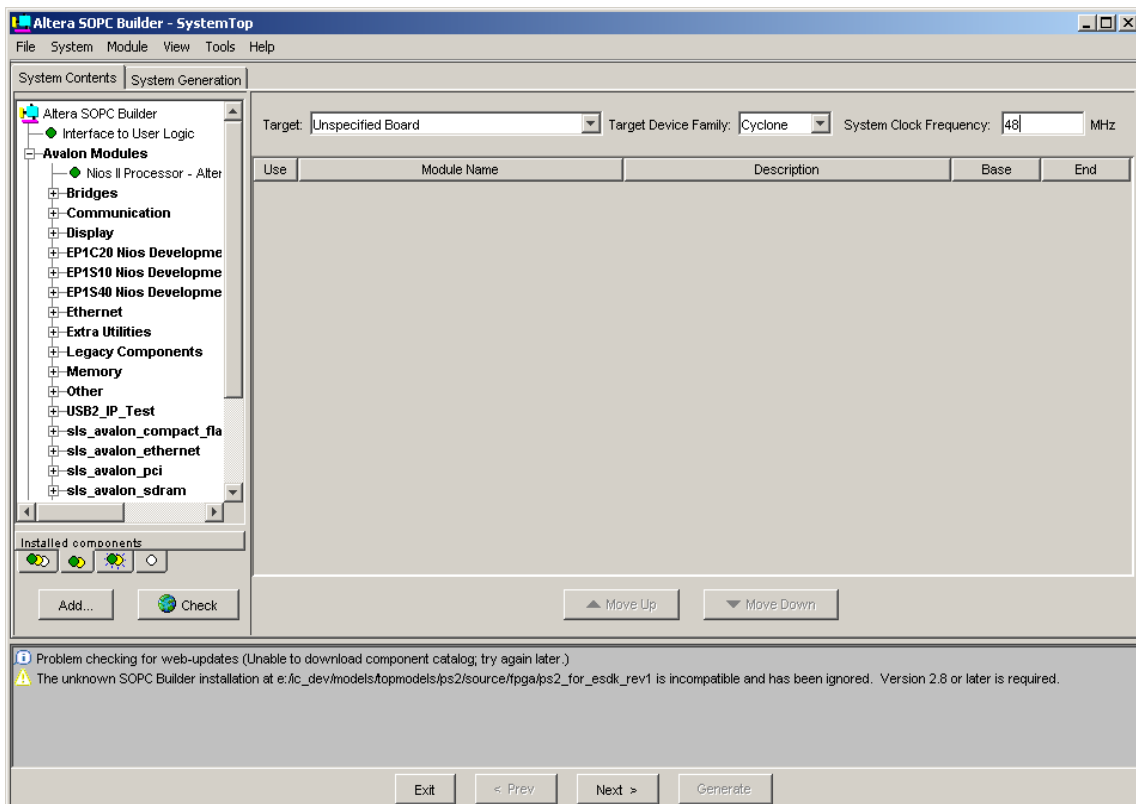 Altera SOPC Builder - SystemTop
File System Module View Tools Help
System Contents System Generation
Altera SOPC Builder
Interface to User Logic
Avalon Modules
Nios II Processor - Alter
Bridges
Communication
Display
EP1C20 Nios Developme
EP1S10 Nios Developme
EP1S40 Nios Developme
Ethernet
Extra Utilities
Legacy Components
Memory
Other
USB2_IP_Test
sls_avalon_compact_fla
sls_avalon_ethernet
sls_avalon_pci
sls_avalon_sdram
Installed components
Add... Check
Target: Unspecified Board Target Device Family: Cyclone System Clock Frequency: 48 MHz
Use Module Name Description Base End
Move Up Move Down
Problem checking for web-updates (Unable to download component catalog; try again later.)
The unknown SOPC Builder installation at e:/ic_dev/models/topmodels/ps2/source/fpga/ps2_for_esdk_rev1 is incompatible and has been ignored. Version 2.8 or later is required.
Exit < Prev Next > Generate